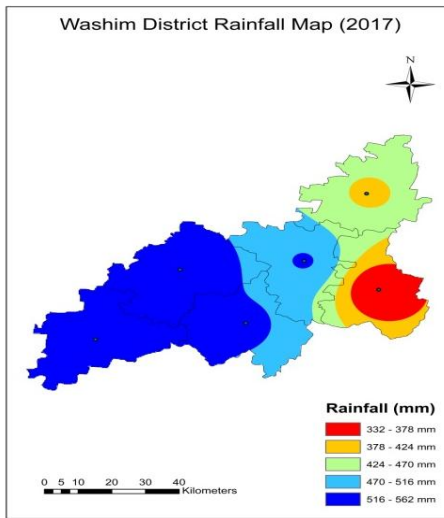 Washim District Rainfall Map (2017)
N
Rainfall (mm)
332 - 378 mm
378 - 424 mm
424 - 470 mm
470 - 516 mm
516 - 562 mm
0 5 10 20 30 40
Kilometers